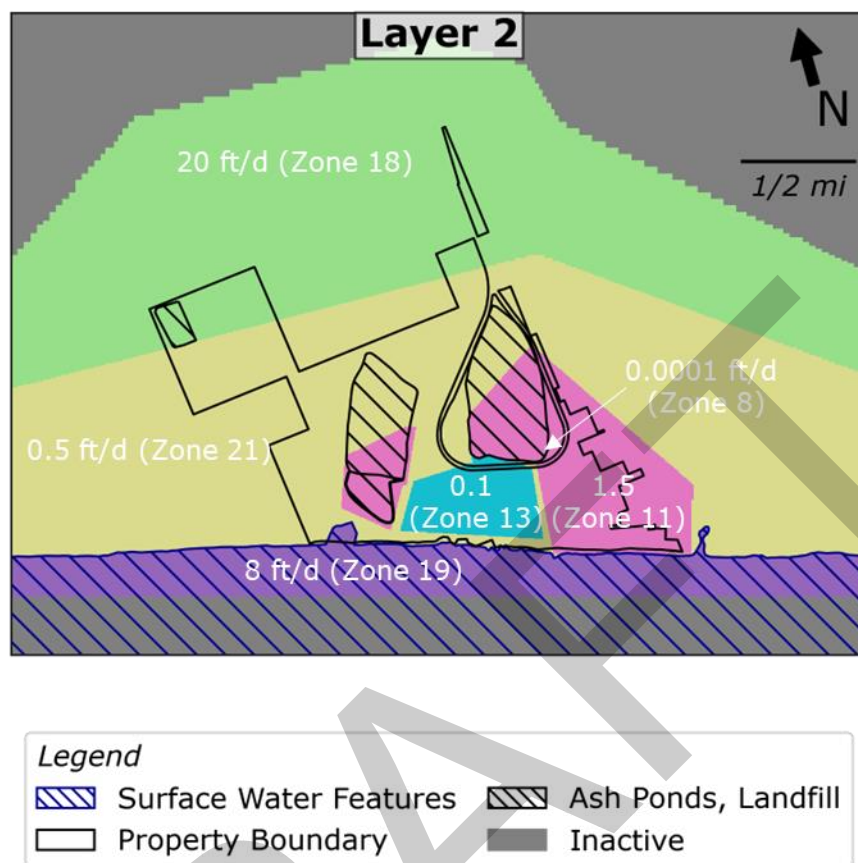 Layer 2
N
1/2 mi
20 ft/d (Zone 18)
0.0001 ft/d
(Zone 8)
0.5 ft/d (Zone 21)
0.1
(Zone 13)
1.5
(Zone 11)
8 ft/d (Zone 19)
Legend
Surface Water Features
Ash Ponds, Landfill
Property Boundary
Inactive